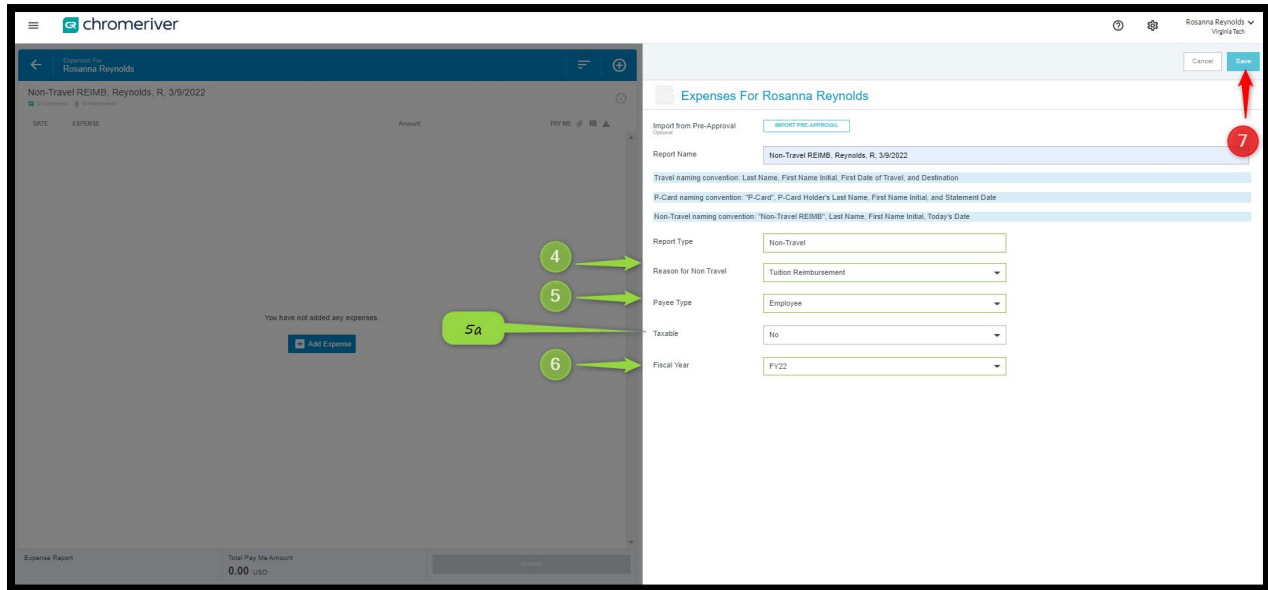 chromeriver
Rosanna Reynolds
Virginia Tech
Expenses For
Rosanna Reynolds
Non-Travel REIMB, Reynolds, R, 3/9/2022
DATE EXPENSE Amount PAY ME
You have not added any expenses.
Add Expense
Expense Report
Total Pay Me Amount
0.00 USD
Submit
Cancel Save
7
Expenses For Rosanna Reynolds
Import from Pre-Approval IMPORT PRE-APPROVAL
Optional
Report Name Non-Travel REIMB, Reynolds, R, 3/9/2022
Travel naming convention: Last Name, First Name Initial, First Date of Travel, and Destination
P-Card naming convention: "P-Card", P-Card Holder's Last Name, First Name Initial, and Statement Date
Non-Travel naming convention: "Non-Travel REIMB", Last Name, First Name Initial, Today's Date
Report Type Non-Travel
4
Reason for Non Travel Tuition Reimbursement
5
Payee Type Employee
5a
Taxable No
6
Fiscal Year FY22